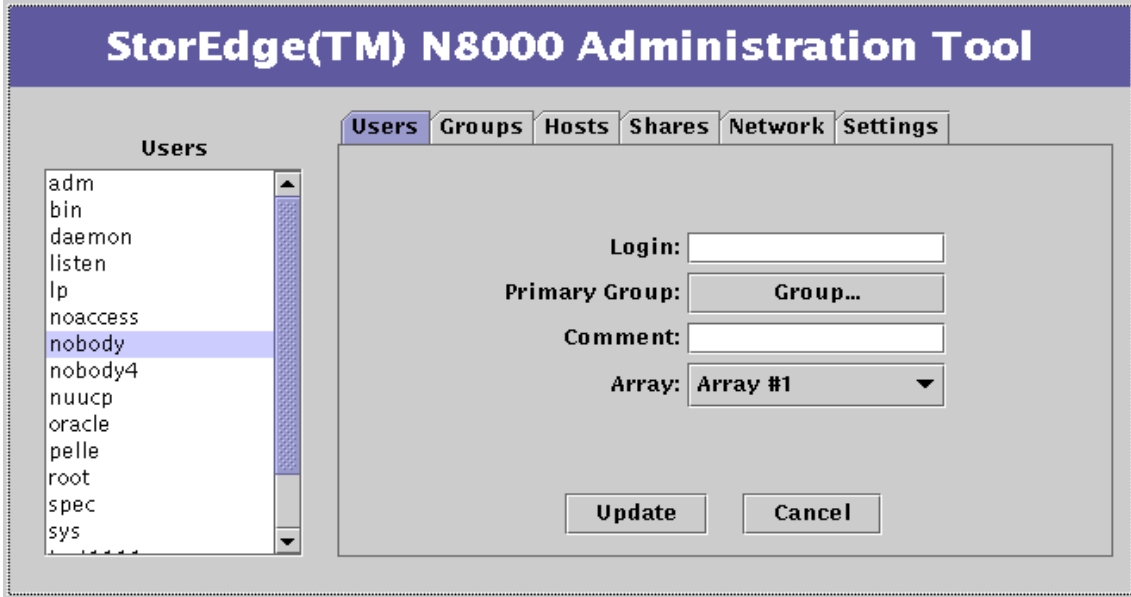 StorEdge(TM) N8000 Administration Tool
Users Groups Hosts Shares Network Settings
Users
adm
bin
daemon
listen
lp
noaccess
nobody
nobody4
nuucp
oracle
pelle
root
spec
sys
Login:
Primary Group: Group...
Comment:
Array: Array #1
Update Cancel